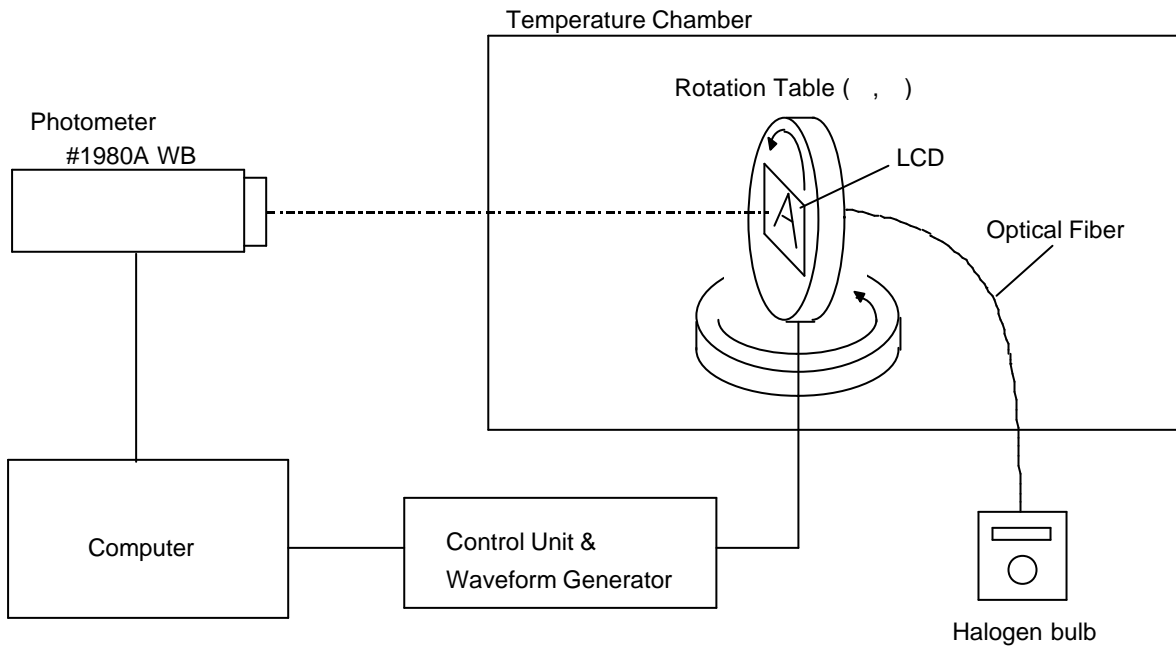 Temperature Chamber
Rotation Table ( , )
Photometer
#1980A WB
LCD
A
Optical Fiber
Computer
Control Unit &
Waveform Generator
Halogen bulb